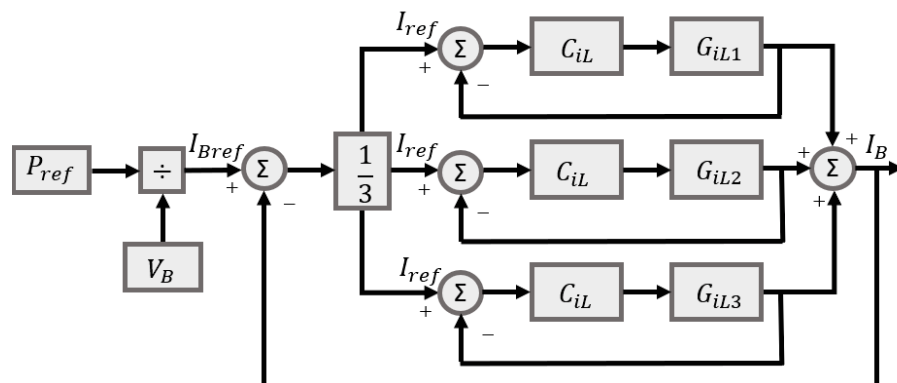 I_ref
Σ
+
−
C_iL
G_iL1
P_ref
÷
I_Bref
+
Σ
−
1
3
I_ref
+
Σ
−
C_iL
G_iL2
+
+
Σ
+
I_B
V_B
I_ref
+
Σ
−
C_iL
G_iL3